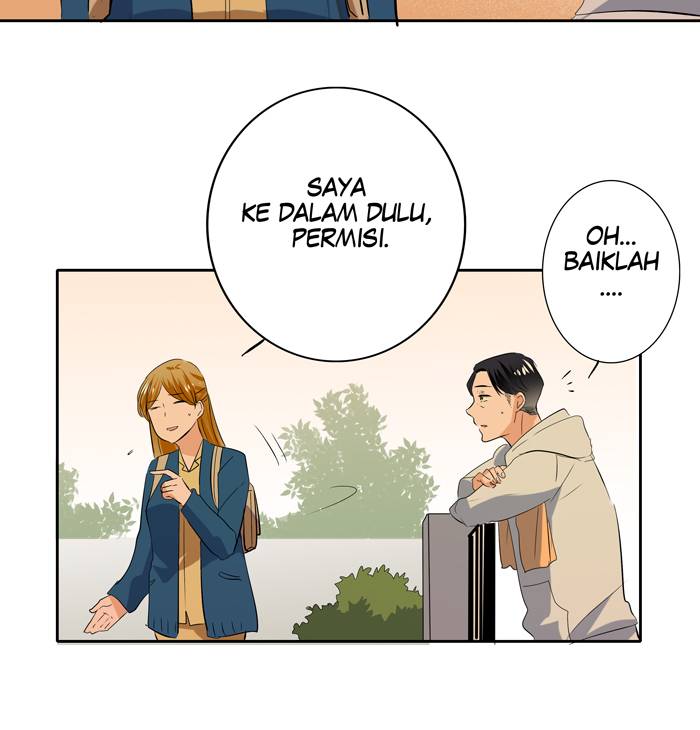 SAYA
KE DALAM DULU,
PERMISI.
OH...
BAIKLAH
....